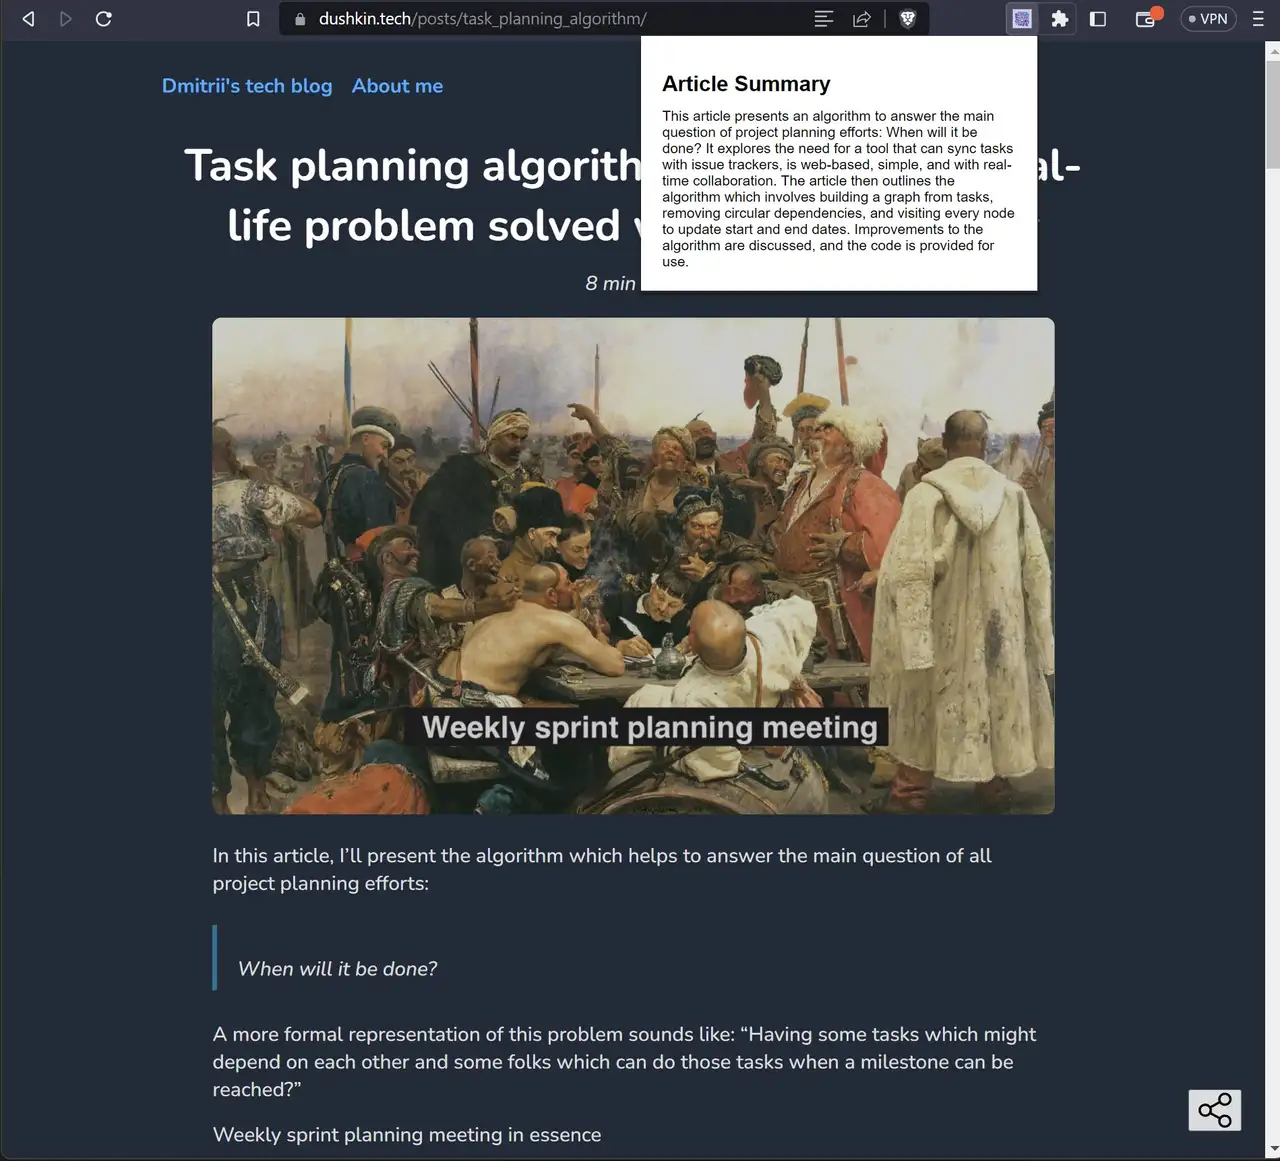 dushkin.tech/posts/task_planning_algorithm/
VPN
Dmitrii's tech blog About me
Article Summary
This article presents an algorithm to answer the main
question of project planning efforts: When will it be
done? It explores the need for a tool that can sync tasks
with issue trackers, is web-based, simple, and with real-
time collaboration. The article then outlines the
algorithm which involves building a graph from tasks,
removing circular dependencies, and visiting every node
to update start and end dates. Improvements to the
algorithm are discussed, and the code is provided for
use.
Task planning
life problem solved
8 min
Weekly sprint planning meeting
In this article, I’ll present the algorithm which helps to answer the main question of all
project planning efforts:
When will it be done?
A more formal representation of this problem sounds like: “Having some tasks which might
depend on each other and some folks which can do those tasks when a milestone can be
reached?”
Weekly sprint planning meeting in essence